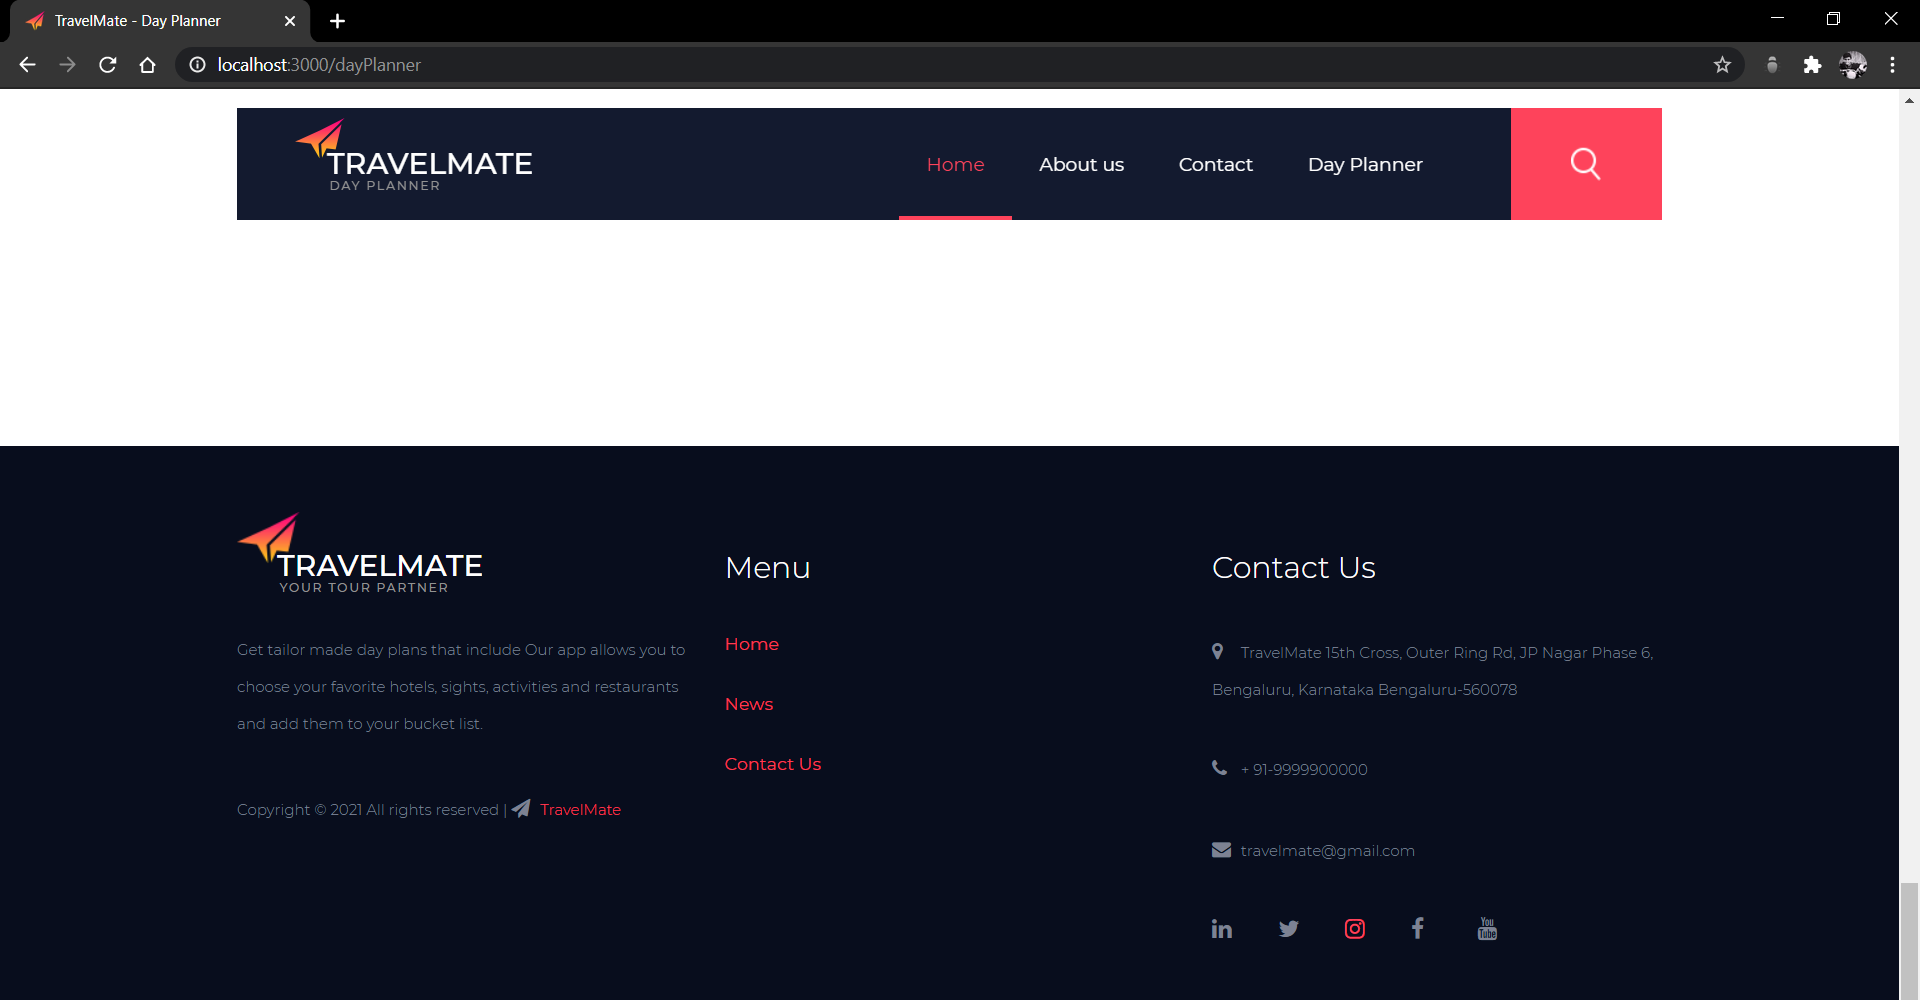 TravelMate - Day Planner
localhost:3000/dayPlanner
TRAVELMATE
DAY PLANNER
Home
About us
Contact
Day Planner
TRAVELMATE
YOUR TOUR PARTNER
Get tailor made day plans that include Our app allows you to
choose your favorite hotels, sights, activities and restaurants
and add them to your bucket list.
Copyright © 2021 All rights reserved | TravelMate
Menu
Home
News
Contact Us
Contact Us
TravelMate 15th Cross, Outer Ring Rd, JP Nagar Phase 6,
Bengaluru, Karnataka Bengaluru-560078
+ 91-9999900000
travelmate@gmail.com
You
Tube